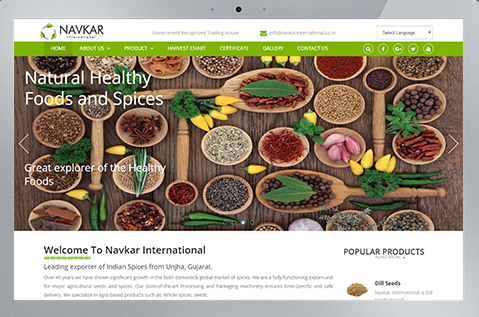 NAVKAR
International
Government Recognized Trading House
info@navkarinternational.co.in
Select Language
HOME
ABOUT US
PRODUCT
HARVEST CHART
CERTIFICATE
GALLERY
CONTACT US
Natural Healthy
Foods and Spices
Great explorer of the Healthy
Foods
Welcome To Navkar International
Leading exporter of Indian Spices from Unjha, Gujarat.
Over 40 years we have shown significant growth in the both domestic& global market of spices. We are a fully functioning export-unit
for major agricultural seeds and spices. Our state-of-the-art Processing and Packaging machinery ensures time-specific and safe
delivery. We specialize in agro based products such as: Whole spices, Seeds,
POPULAR PRODUCTS
Dill Seeds
Navkar International is Dill